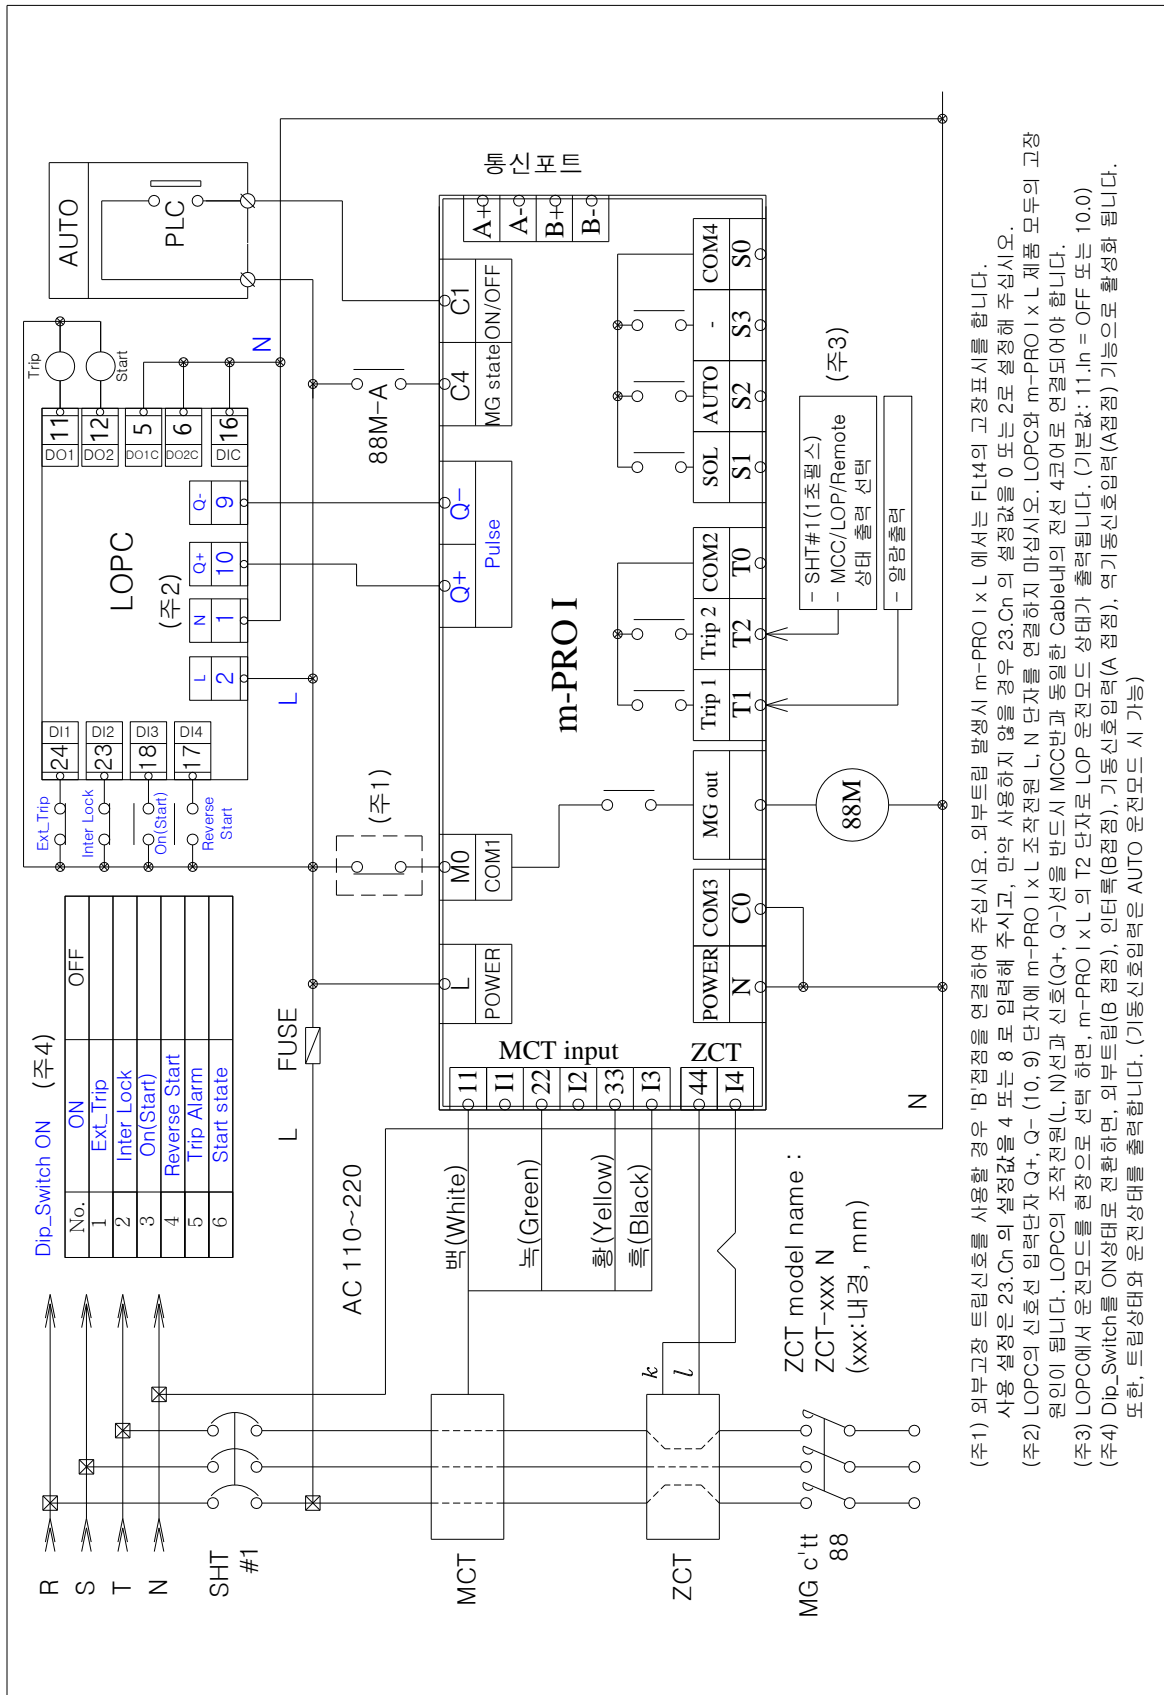 R
S
T
N
SHT
#1
MCT
ZCT
MG c'tt
88
Dip_Switch ON (주4)
No. ON OFF
1 Ext_Trip
2 Inter Lock
3 On(Start)
4 Reverse Start
5 Trip Alarm
6 Start state
L FUSE
AC 110~220
백(White)
녹(Green)
황(Yellow)
흑(Black)
k
l
ZCT model name :
ZCT-xxx N
(xxx:내경, mm)
N
Ext_Trip
Inter Lock
On(Start)
Reverse
Start
24 DI1
23 DI2
18 DI3
17 DI4
LOPC
(주2)
L 2
N 1
Q+ 10
Q- 9
11 DO1
12 DO2
5 DO1C
6 DO2C
16 DIC
Trip
Start
L
N
AUTO
PLC
(주1)
88M-A
L POWER
M0 COM1
Q+ Q-
Pulse
C4 C1
MG state ON/OFF
통신포트
A+
A-
B+
B-
m-PRO I
MCT input
11
I1
22
I2
33
I3
ZCT
44
I4
POWER COM3 MG out
N C0
Trip 1 Trip 2 COM2
T1 T2 T0
SOL AUTO - COM4
S1 S2 S3 S0
88M
- SHT#1(1초펄스)
- MCC/LOP/Remote
상태 출력 선택
(주3)
- 알람출력
(주1) 외부고장 트립신호를 사용할 경우 'B'접점을 연결하여 주십시요. 외부트립 발생시 m-PRO I x L 에서는 FLt4의 고장표시를 합니다.
사용 설정은 23.Cn 의 설정값을 4 또는 8 로 입력해 주시고, 만약 사용하지 않을 경우 23.Cn 의 설정값을 0 또는 2로 설정해 주십시오.
(주2) LOPC의 신호선 입력단자 Q+, Q- (10, 9) 단자에 m-PRO I x L 조작전원 L, N 단자를 연결하지 마십시오. LOPC와 m-PRO I x L 제품 모두의 고장
원인이 됩니다. LOPC의 조작전원(L, N)선과 신호(Q+, Q-)선을 반드시 MCC반과 동일한 Cable내의 전선 4코어로 연결되어야 합니다.
(주3) LOPC에서 운전모드를 현장으로 선택 하면, m-PRO I x L 의 T2 단자로 LOP 운전모드 상태가 출력됩니다. (기본값: 11.In = OFF 또는 10.0)
(주4) Dip_Switch를 ON상태로 전환하면, 외부트립(B 접점), 인터록(B접점), 기동신호입력(A 접점), 역기동신호입력(A접점) 기능으로 활성화 됩니다.
또한, 트립상태와 운전상태를 출력합니다. (기동신호입력은 AUTO 운전모드 시 가능)